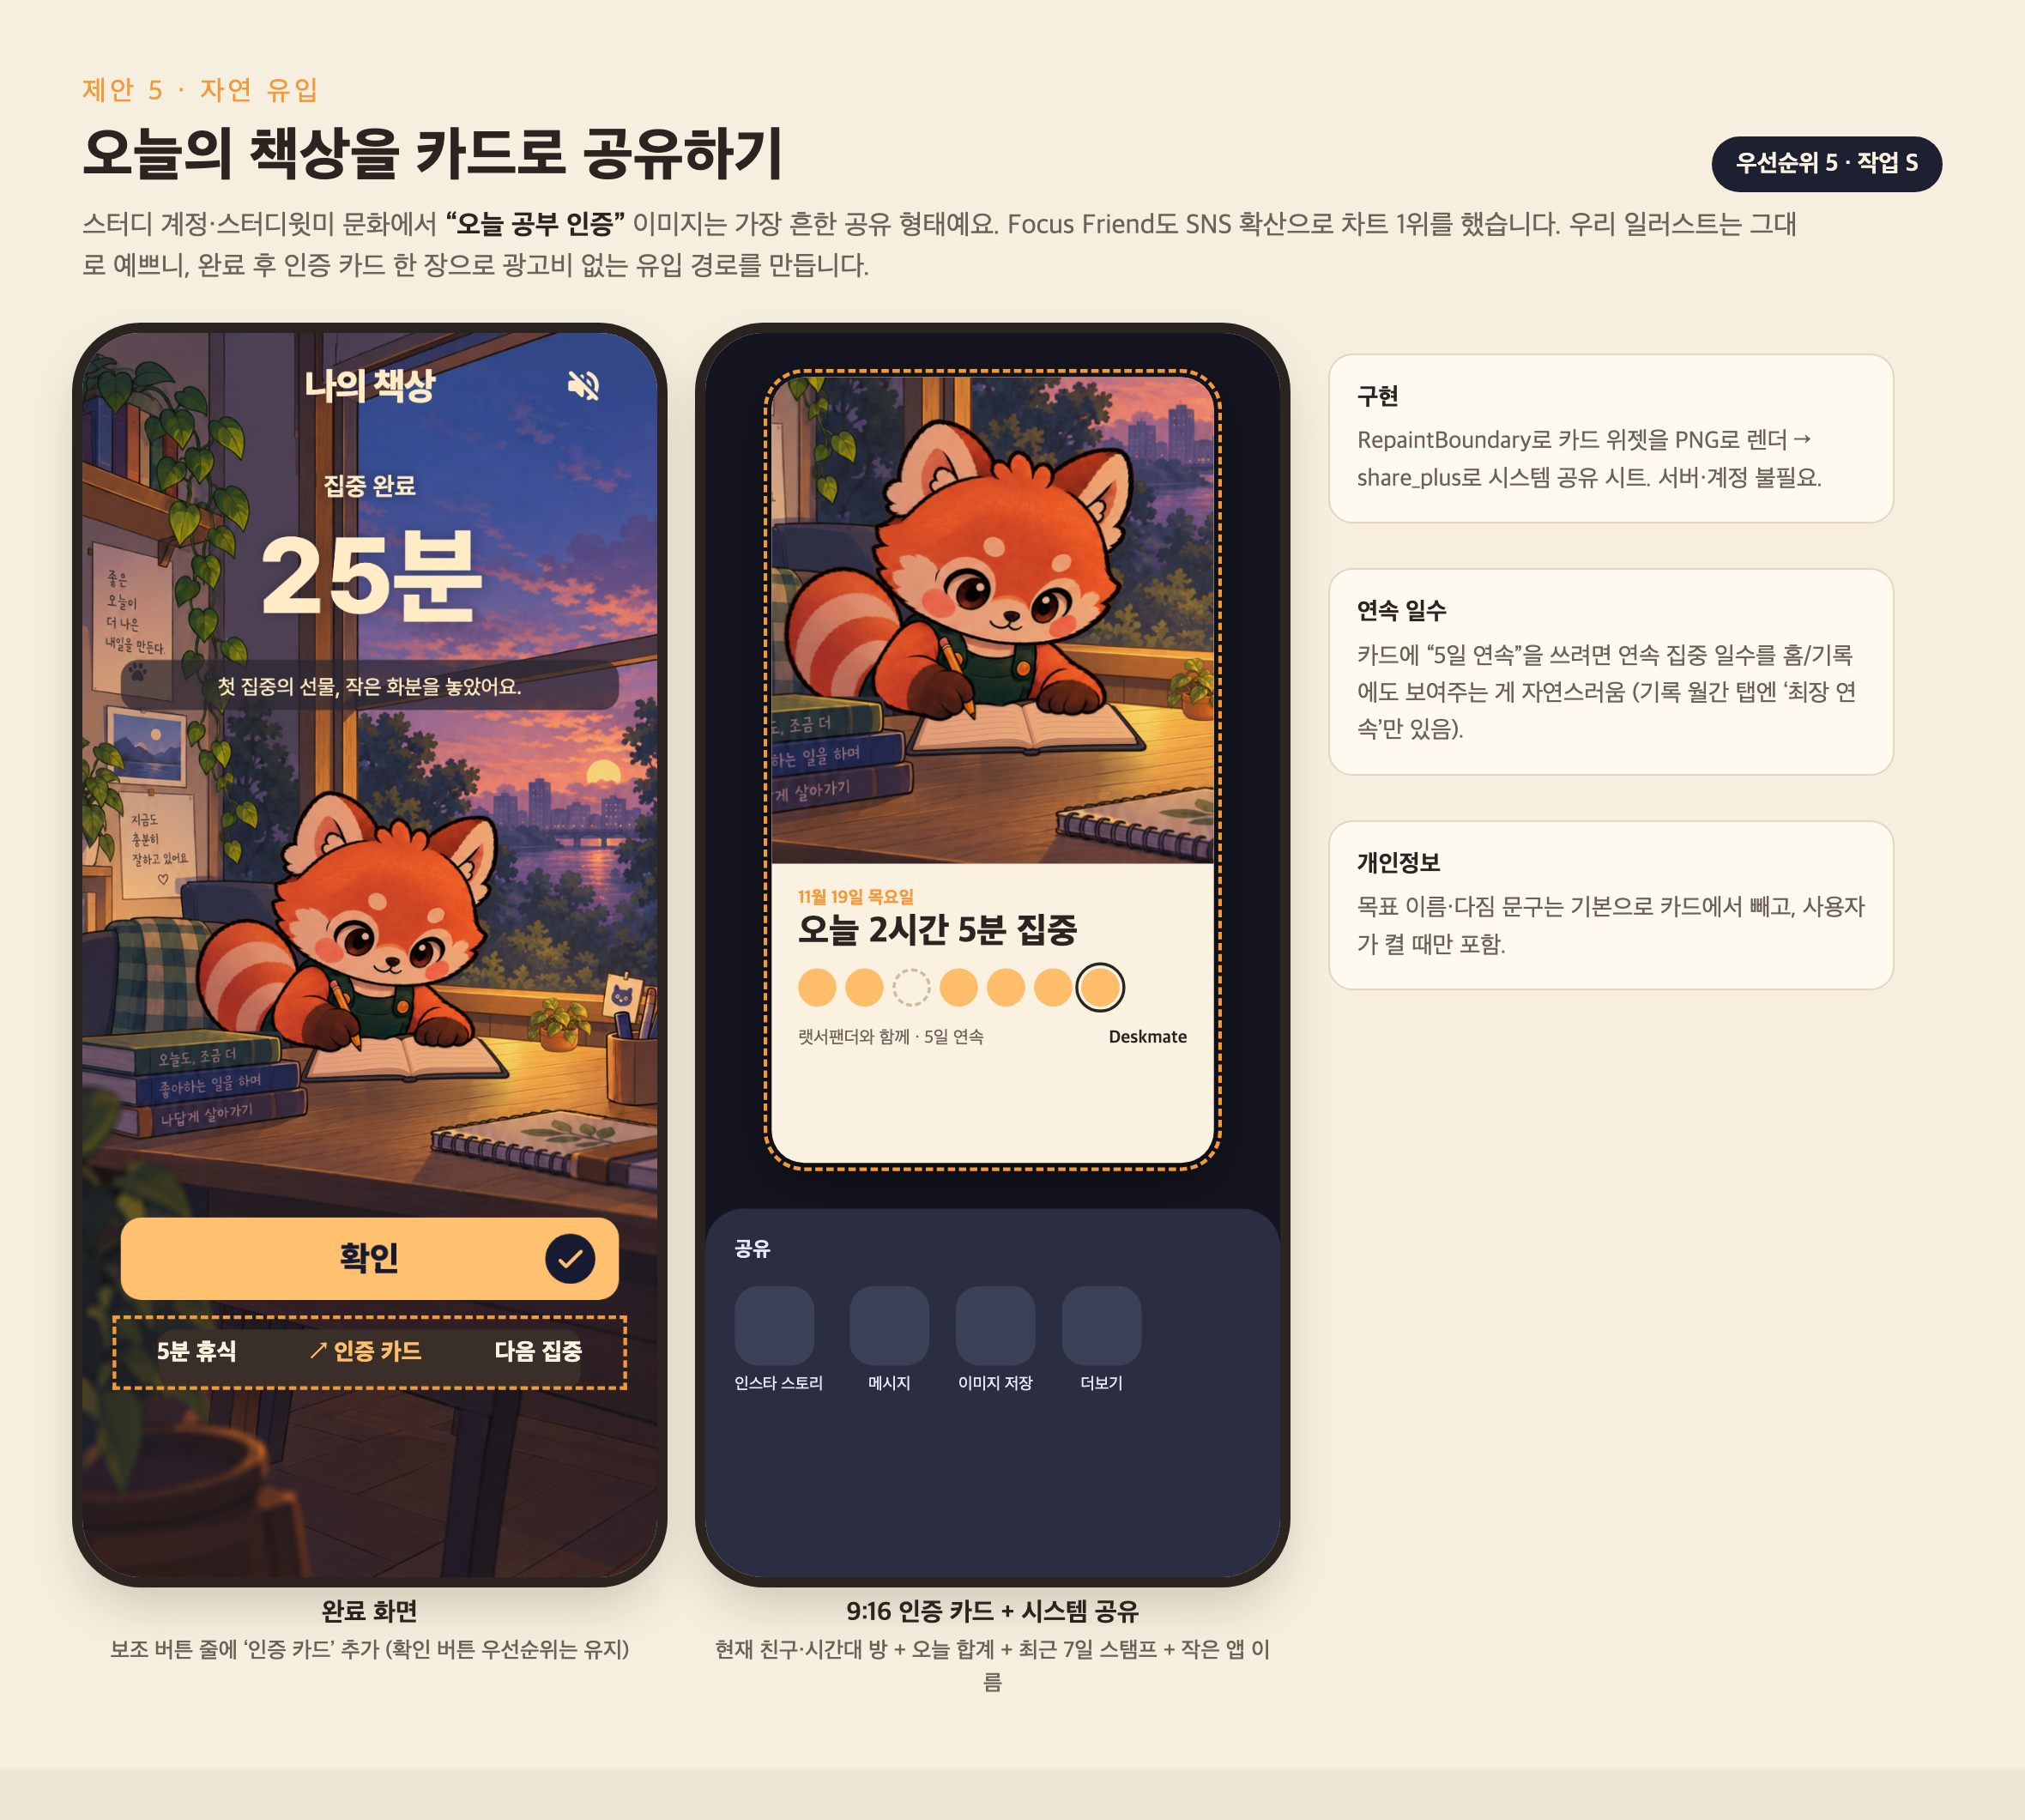 제안 5 · 자연 유입
오늘의 책상을 카드로 공유하기
우선순위 5 · 작업 S
스터디 계정·스터디윗미 문화에서 “오늘 공부 인증” 이미지는 가장 흔한 공유 형태예요. Focus Friend도 SNS 확산으로 차트 1위를 했습니다. 우리 일러스트는 그대
로 예쁘니, 완료 후 인증 카드 한 장으로 광고비 없는 유입 경로를 만듭니다.
나의 책상
집중 완료
25분
좋은
오늘이
더 나은
내일을 만든다.
첫 집중의 선물, 작은 화분을 놓았어요.
지금도
충분히
잘하고 있어요
♡
오늘도, 조금 더
좋아하는 일을 하며
나답게 살아가기
확인
5분 휴식
↗ 인증 카드
다음 집중
완료 화면
보조 버튼 줄에 ‘인증 카드’ 추가 (확인 버튼 우선순위는 유지)
도, 조금 더
하는 일을 하며
게 살아가기
11월 19일 목요일
오늘 2시간 5분 집중
랫서팬더와 함께 · 5일 연속
Deskmate
공유
인스타 스토리
메시지
이미지 저장
더보기
9:16 인증 카드 + 시스템 공유
현재 친구·시간대 방 + 오늘 합계 + 최근 7일 스탬프 + 작은 앱 이
름
구현
RepaintBoundary로 카드 위젯을 PNG로 렌더 →
share_plus로 시스템 공유 시트. 서버·계정 불필요.
연속 일수
카드에 “5일 연속”을 쓰려면 연속 집중 일수를 홈/기록
에도 보여주는 게 자연스러움 (기록 월간 탭엔 ‘최장 연
속’만 있음).
개인정보
목표 이름·다짐 문구는 기본으로 카드에서 빼고, 사용자
가 켤 때만 포함.